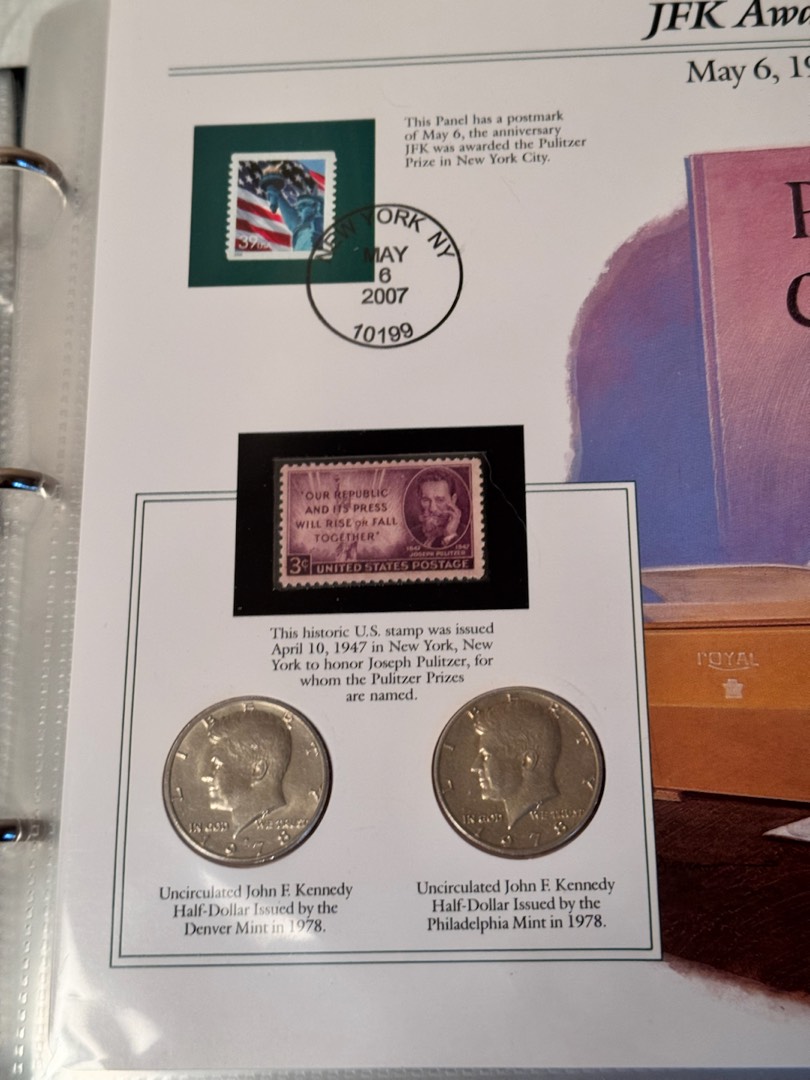 JFK Awa
May 6, 19
This Panel has a postmark
of May 6, the anniversary
JFK was awarded the Pulitzer
Prize in New York City.
39 USA
NEW YORK NY
MAY
6
2007
10199
"OUR REPUBLIC
AND ITS PRESS
WILL RISE OR FALL
TOGETHER"
1847 1947
JOSEPH PULITZER
3¢ UNITED STATES POSTAGE
This historic U.S. stamp was issued
April 10, 1947 in New York, New
York to honor Joseph Pulitzer, for
whom the Pulitzer Prizes
are named.
LIBERTY
IN GOD WE TRUST
1978
Uncirculated John F. Kennedy
Half-Dollar Issued by the
Denver Mint in 1978.
LIBERTY
IN GOD WE TRUST
1978
Uncirculated John F. Kennedy
Half-Dollar Issued by the
Philadelphia Mint in 1978.
ROYAL